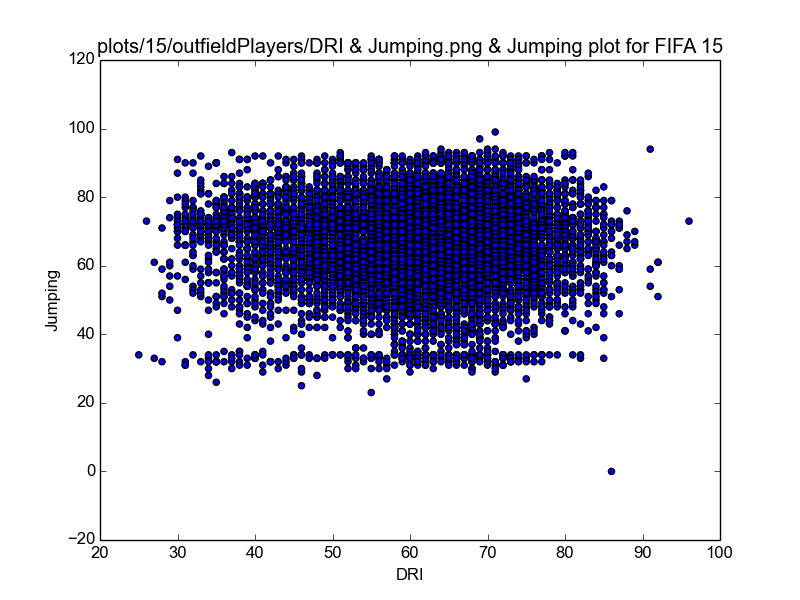 plots/15/outfieldPlayers/DRI & Jumping.png & Jumping plot for FIFA 15
120
100
80
60
40
20
0
−20
Jumping
20 30 40 50 60 70 80 90 100
DRI